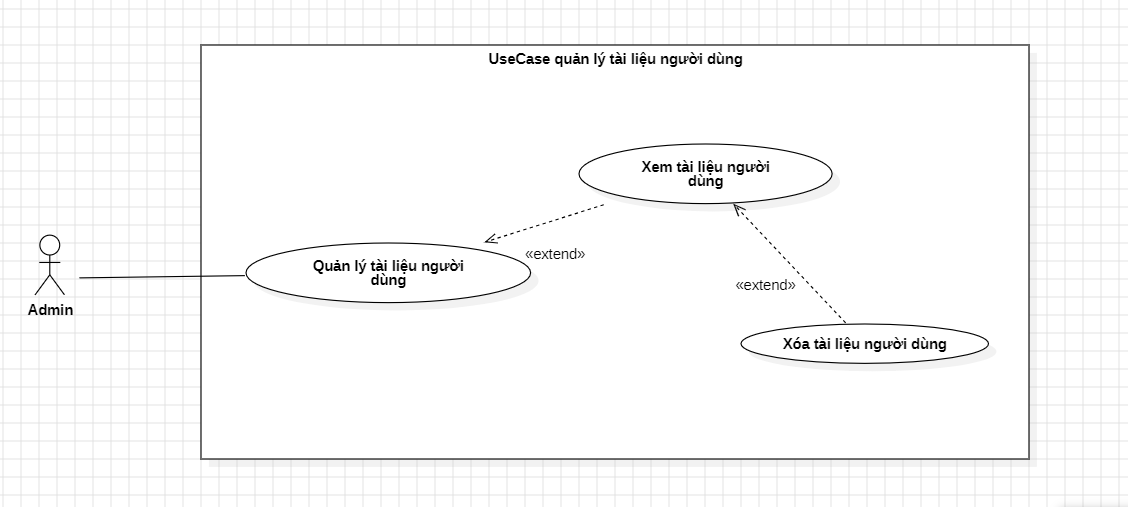 UseCase quản lý tài liệu người dùng
Xem tài liệu người
dùng
«extend»
Quản lý tài liệu người
dùng
«extend»
Admin
Xóa tài liệu người dùng